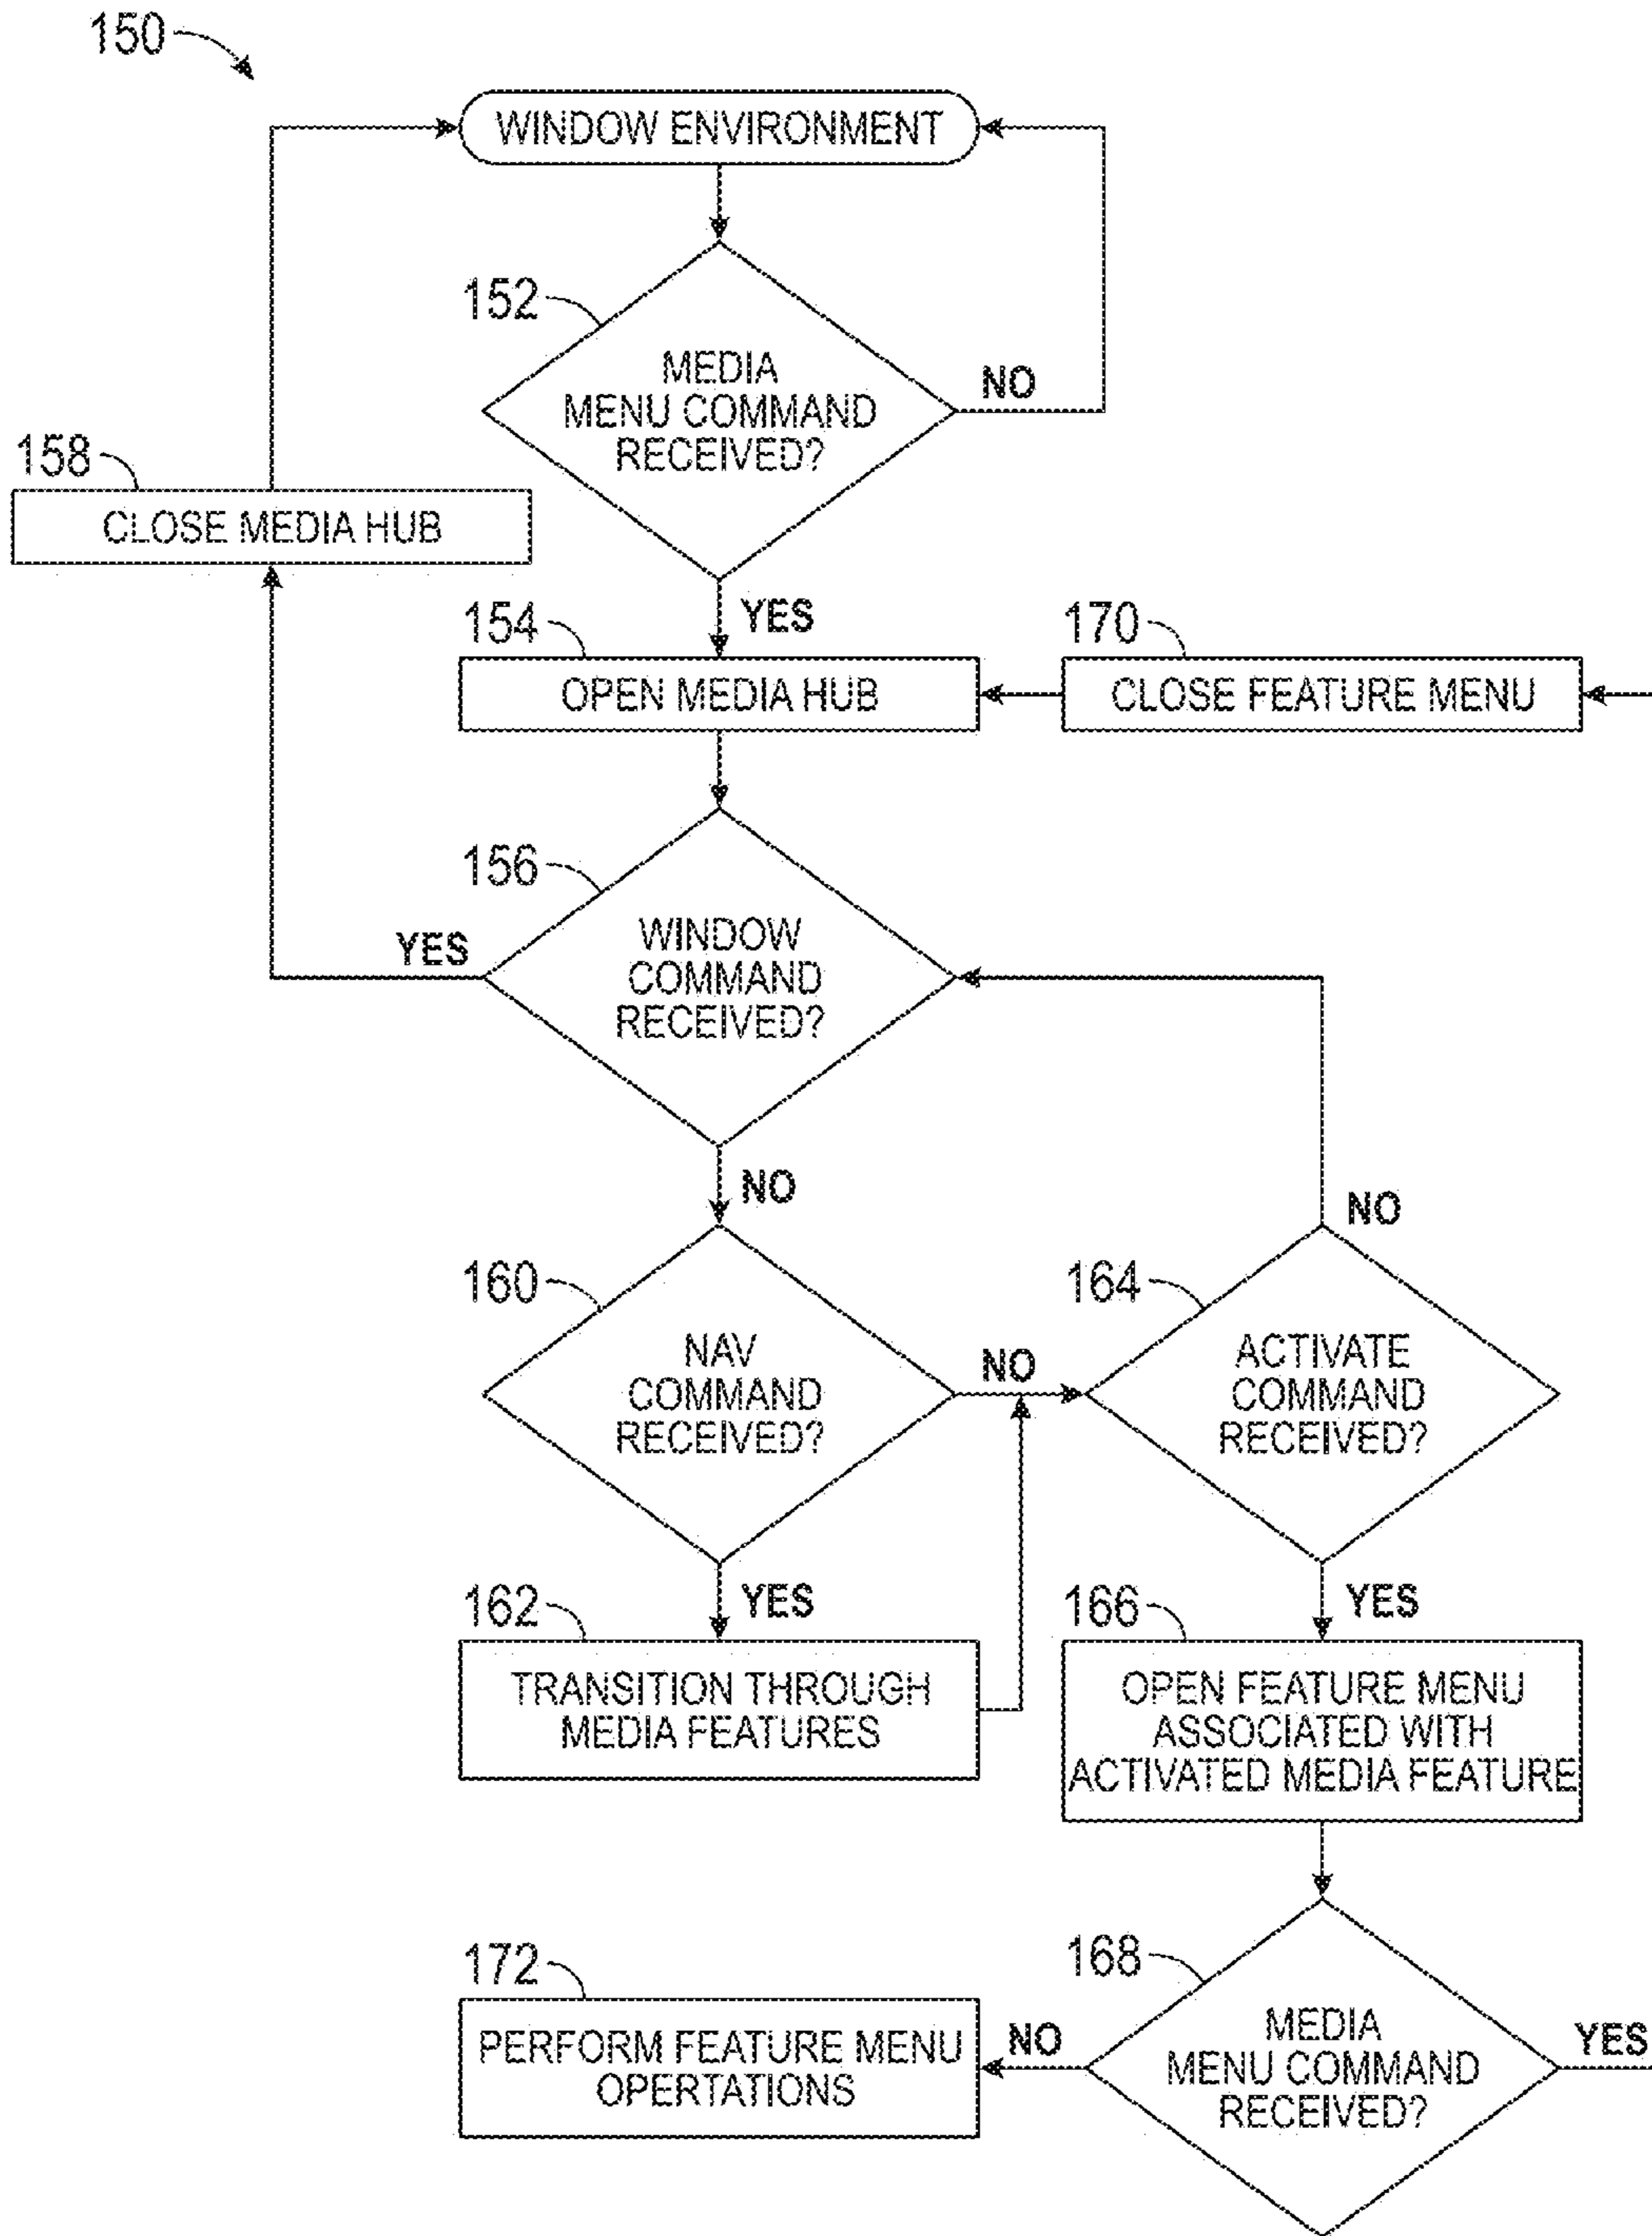 150
WINDOW ENVIRONMENT
152
MEDIA
MENU COMMAND
RECEIVED?
NO
158
CLOSE MEDIA HUB
YES
154
OPEN MEDIA HUB
170
CLOSE FEATURE MENU
156
WINDOW
COMMAND
RECEIVED?
YES
NO
160
NAV
COMMAND
RECEIVED?
NO
164
ACTIVATE
COMMAND
RECEIVED?
NO
YES
162
TRANSITION THROUGH
MEDIA FEATURES
YES
166
OPEN FEATURE MENU
ASSOCIATED WITH
ACTIVATED MEDIA FEATURE
168
MEDIA
MENU COMMAND
RECEIVED?
YES
NO
172
PERFORM FEATURE MENU
OPERTATIONS